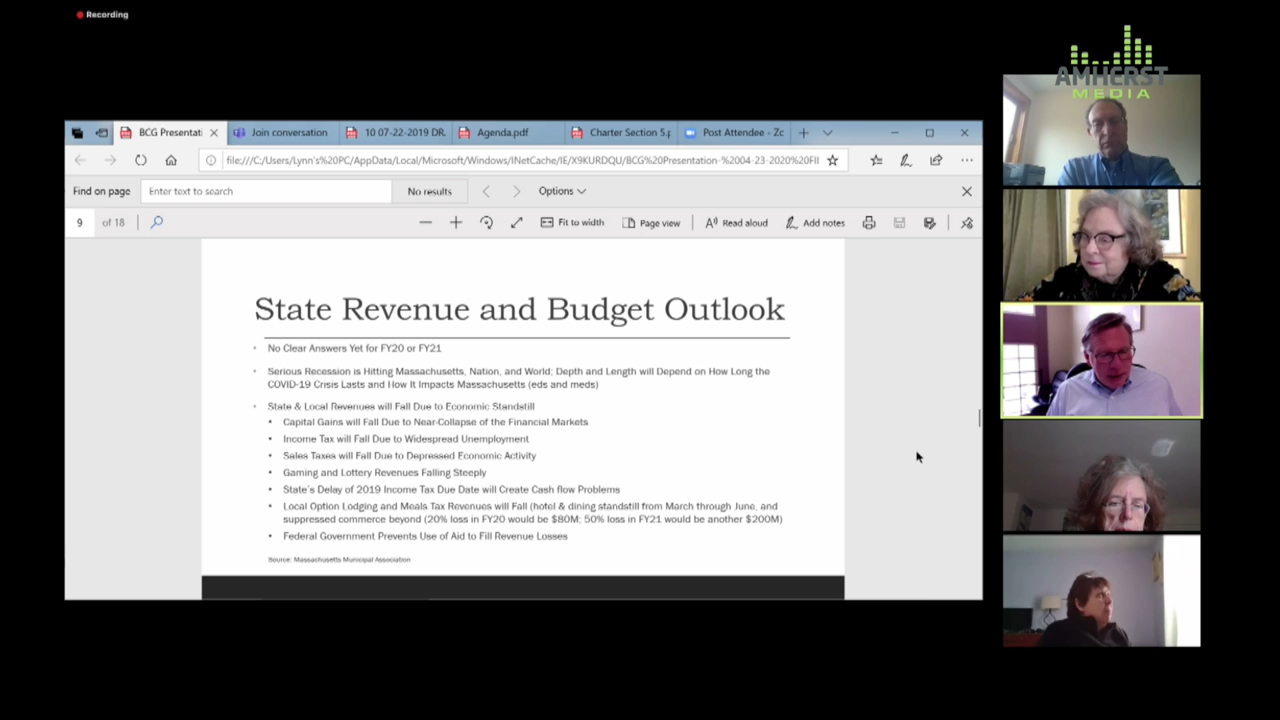 Recording
AMHERST
MEDIA
BCG Presentati
Join conversation
10 07-22-2019 DR.
Agenda.pdf
Charter Section 5.p
Post Attendee - Zc
file:///C:/Users/Lynn's%20PC/AppData/Local/Microsoft/Windows/INetCache/IE/X9KURDQU/BCG%20Presentation-%2004-23-2020%20FII
Find on page
Enter text to search
No results
Options
9 of 18
Fit to width
Page view
Read aloud
Add notes
State Revenue and Budget Outlook
• No Clear Answers Yet for FY20 or FY21
• Serious Recession is Hitting Massachusetts, Nation, and World; Depth and Length will Depend on How Long the
COVID-19 Crisis Lasts and How It Impacts Massachusetts (eds and meds)
• State & Local Revenues will Fall Due to Economic Standstill
• Capital Gains will Fall Due to Near-Collapse of the Financial Markets
• Income Tax will Fall Due to Widespread Unemployment
• Sales Taxes will Fall Due to Depressed Economic Activity
• Gaming and Lottery Revenues Falling Steeply
• State's Delay of 2019 Income Tax Due Date will Create Cash flow Problems
• Local Option Lodging and Meals Tax Revenues will Fall (hotel & dining standstill from March through June, and
suppressed commerce beyond (20% loss in FY20 would be $80M; 50% loss in FY21 would be another $200M)
• Federal Government Prevents Use of Aid to Fill Revenue Losses
Source: Massachusetts Municipal Association